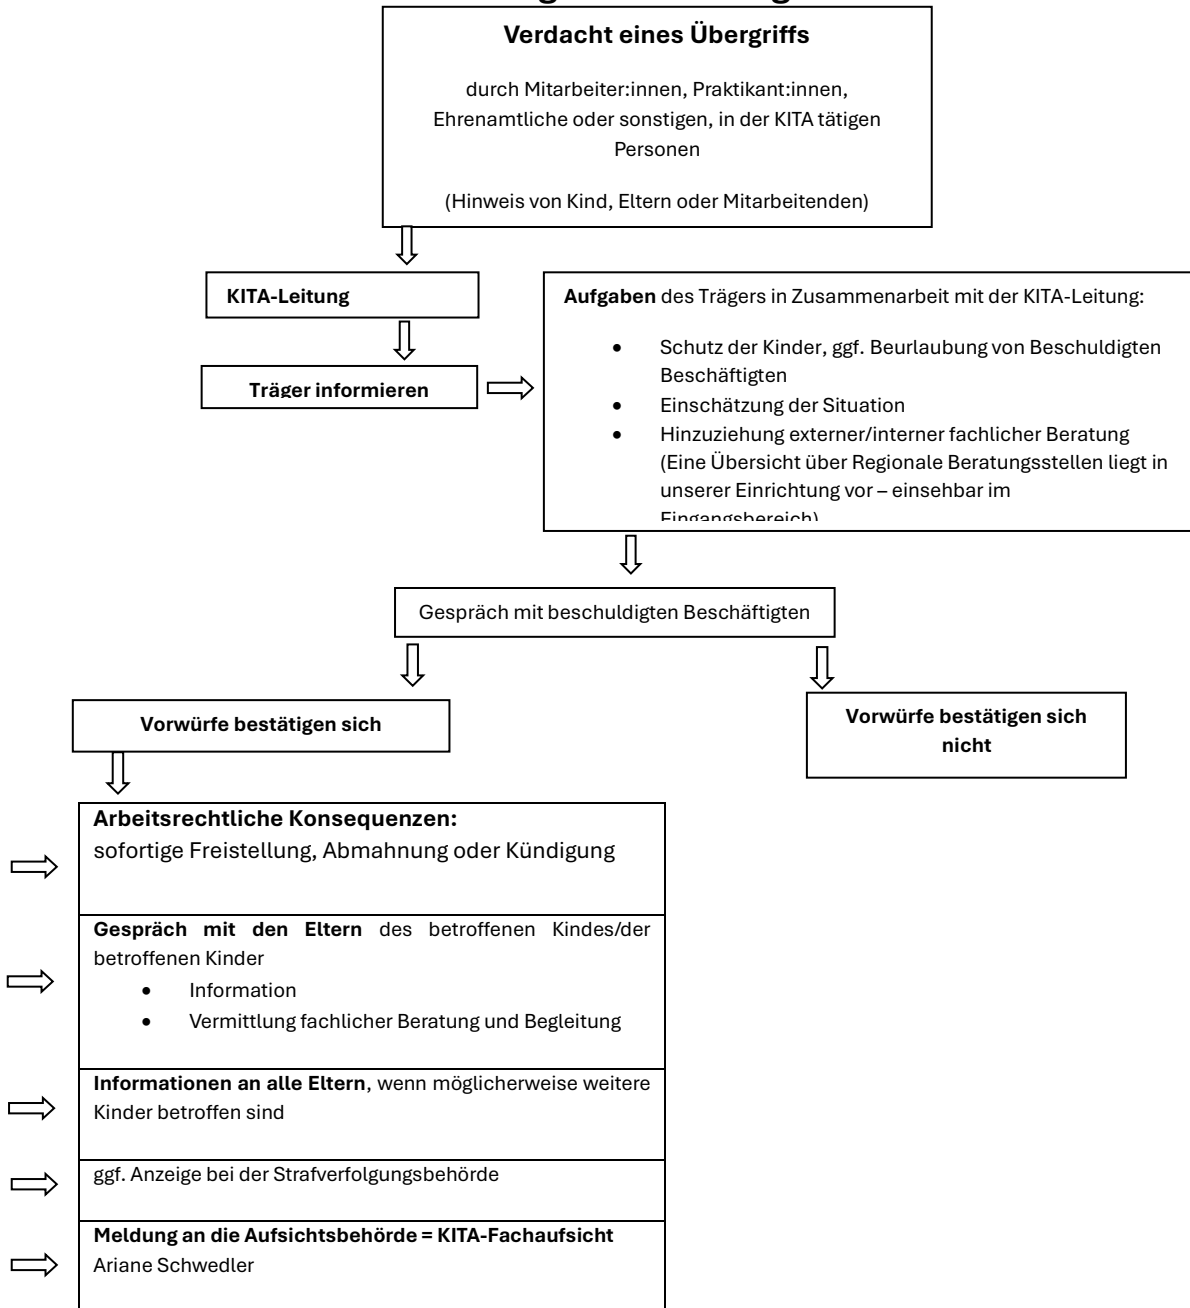 Verdacht eines Übergriffs
durch Mitarbeiter:innen, Praktikant:innen,
Ehrenamtliche oder sonstigen, in der KITA tätigen
Personen
(Hinweis von Kind, Eltern oder Mitarbeitenden)
KITA-Leitung
Träger informieren
Aufgaben des Trägers in Zusammenarbeit mit der KITA-Leitung:
• Schutz der Kinder, ggf. Beurlaubung von Beschuldigten
Beschäftigten
• Einschätzung der Situation
• Hinzuziehung externer/interner fachlicher Beratung
(Eine Übersicht über Regionale Beratungsstellen liegt in
unserer Einrichtung vor – einsehbar im
Eingangsbereich)
Gespräch mit beschuldigten Beschäftigten
Vorwürfe bestätigen sich
Vorwürfe bestätigen sich
nicht
Arbeitsrechtliche Konsequenzen:
sofortige Freistellung, Abmahnung oder Kündigung
Gespräch mit den Eltern des betroffenen Kindes/der
betroffenen Kinder
• Information
• Vermittlung fachlicher Beratung und Begleitung
Informationen an alle Eltern, wenn möglicherweise weitere
Kinder betroffen sind
ggf. Anzeige bei der Strafverfolgungsbehörde
Meldung an die Aufsichtsbehörde = KITA-Fachaufsicht
Ariane Schwedler